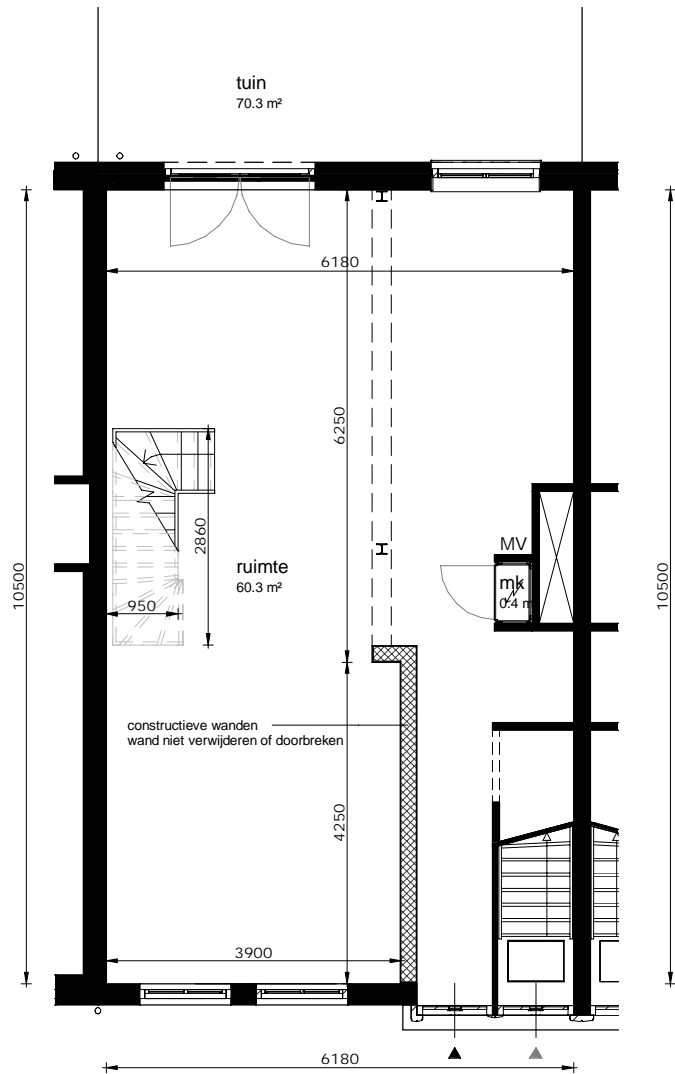 tuin
70.3 m²
6180
6250
10500
10500
2860
MV
ruimte
60.3 m²
mk
0.4 m
950
constructieve wanden
wand niet verwijderen of doorbreken
4250
3900
6180